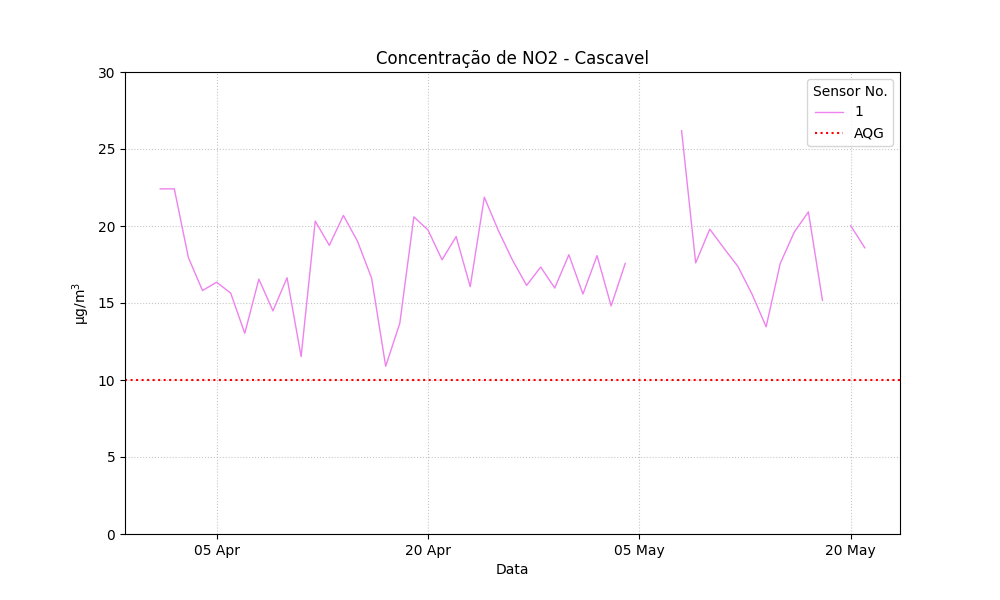 Concentração de NO2 - Cascavel
Sensor No.
1
AQG
30
25
20
15
10
5
0
µg/m³
05 Apr
20 Apr
05 May
20 May
Data